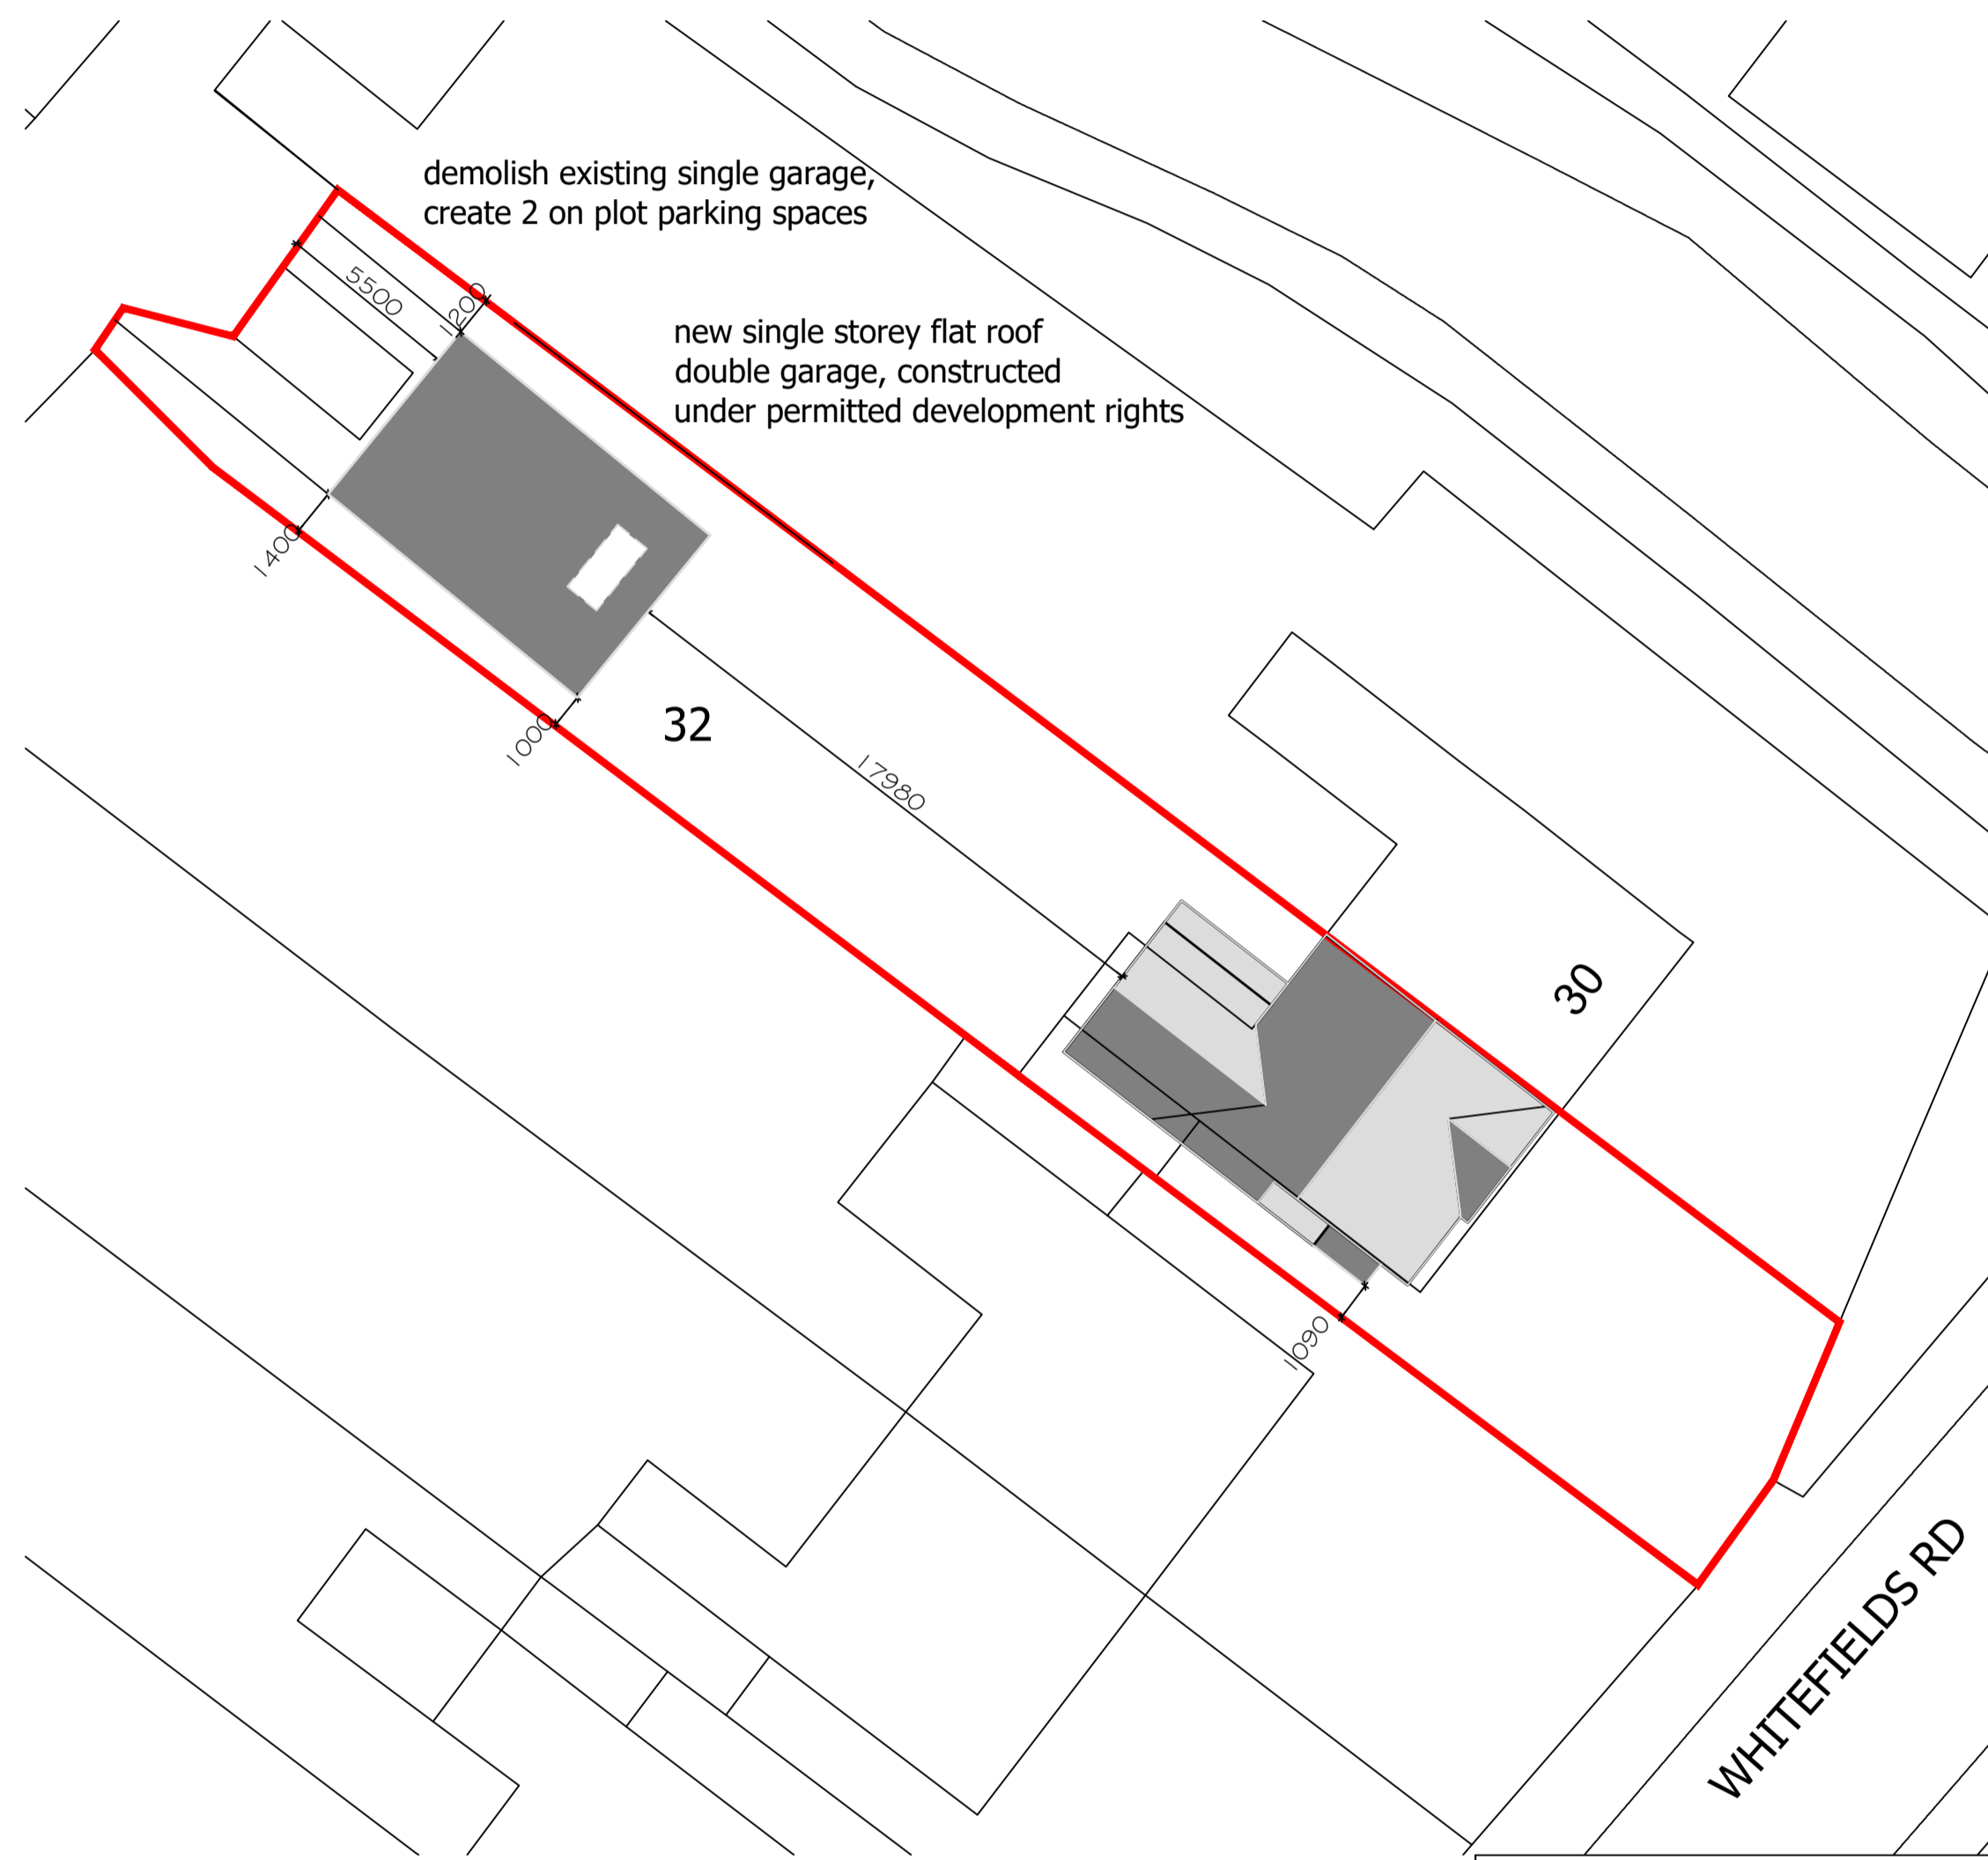 demolish existing single garage,
create 2 on plot parking spaces
5500
1200
new single storey flat roof
double garage, constructed
under permitted development rights
1400
1000
32
17980
30
1090
WHITEFIELDS RD